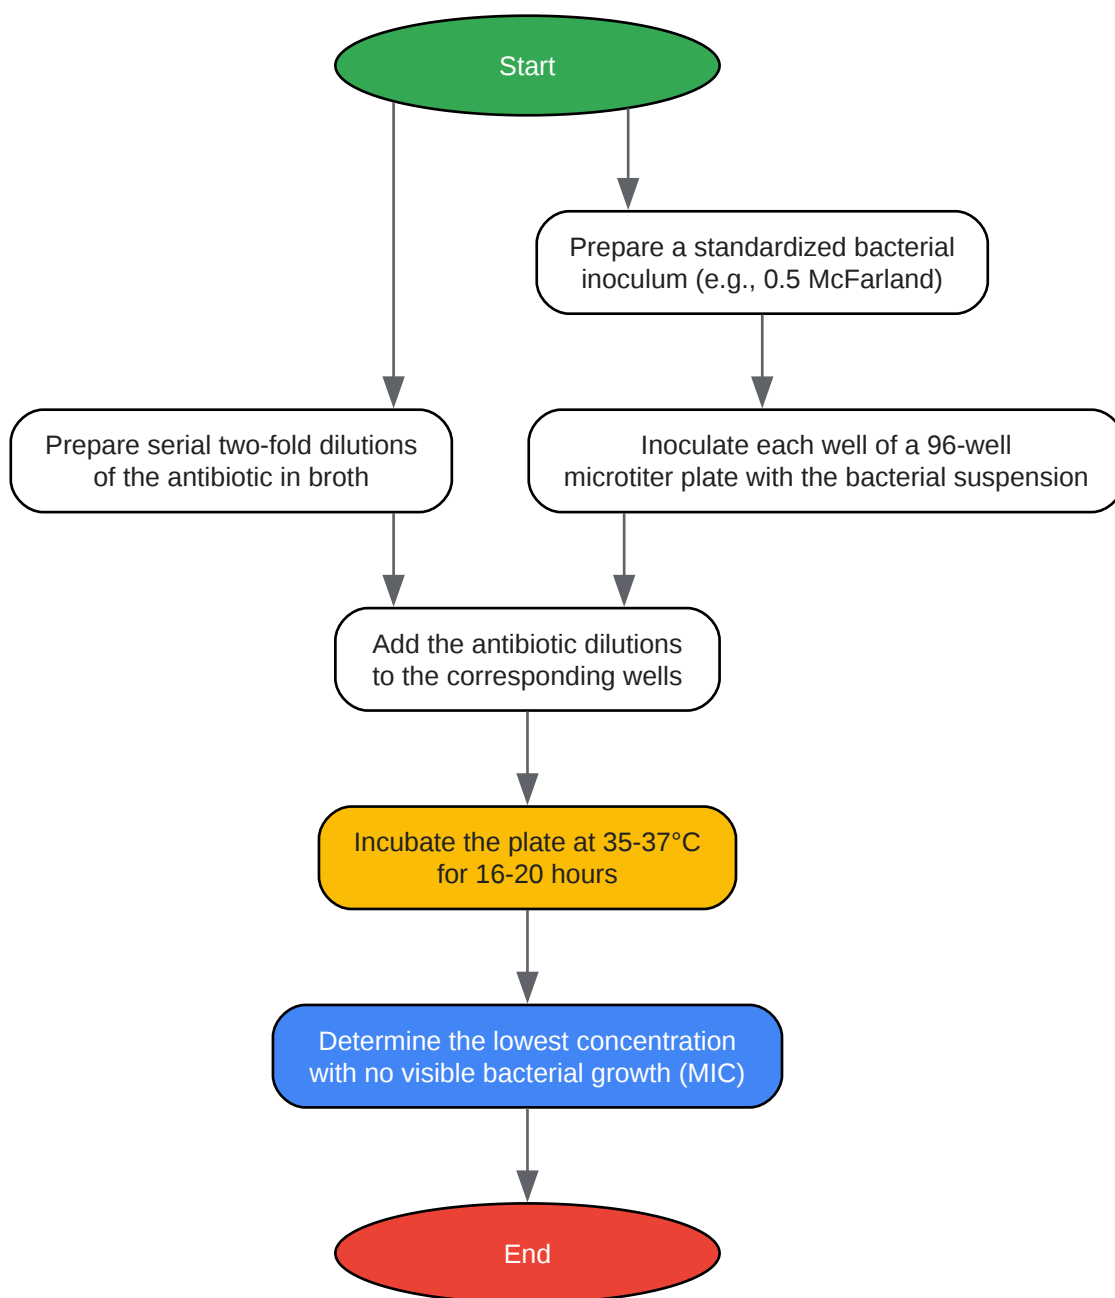 Start
Prepare a standardized bacterial
inoculum (e.g., 0.5 McFarland)
Prepare serial two-fold dilutions
of the antibiotic in broth
Inoculate each well of a 96-well
microtiter plate with the bacterial suspension
Add the antibiotic dilutions
to the corresponding wells
Incubate the plate at 35-37°C
for 16-20 hours
Determine the lowest concentration
with no visible bacterial growth (MIC)
End